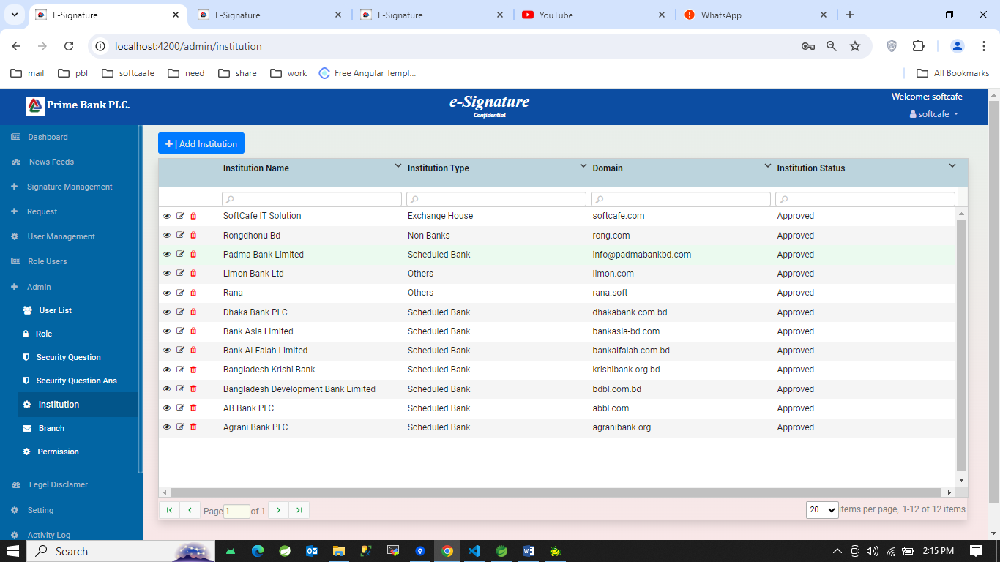 E-Signature
E-Signature
E-Signature
YouTube
WhatsApp
localhost:4200/admin/institution
mail
pbl
softcaafe
need
share
work
Free Angular Templ...
All Bookmarks
Prime Bank PLC.
e-Signature
Confidential
Welcome: softcafe
softcafe
Dashboard
News Feeds
Signature Management
Request
User Management
Role Users
Admin
User List
Role
Security Question
Security Question Ans
Institution
Branch
Permission
Legel Disclamer
Setting
Activity Log
| Add Institution
Institution Name Institution Type Domain Institution Status
SoftCafe IT Solution Exchange House softcafe.com Approved
Rongdhonu Bd Non Banks rong.com Approved
Padma Bank Limited Scheduled Bank info@padmabankbd.com Approved
Limon Bank Ltd Others limon.com Approved
Rana Others rana.soft Approved
Dhaka Bank PLC Scheduled Bank dhakabank.com.bd Approved
Bank Asia Limited Scheduled Bank bankasia-bd.com Approved
Bank Al-Falah Limited Scheduled Bank bankalfalah.com.bd Approved
Bangladesh Krishi Bank Scheduled Bank krishibank.org.bd Approved
Bangladesh Development Bank Limited Scheduled Bank bdbl.com.bd Approved
AB Bank PLC Scheduled Bank abbl.com Approved
Agrani Bank PLC Scheduled Bank agranibank.org Approved
Page 1 of 1
20 items per page, 1-12 of 12 items
Search
2:15 PM